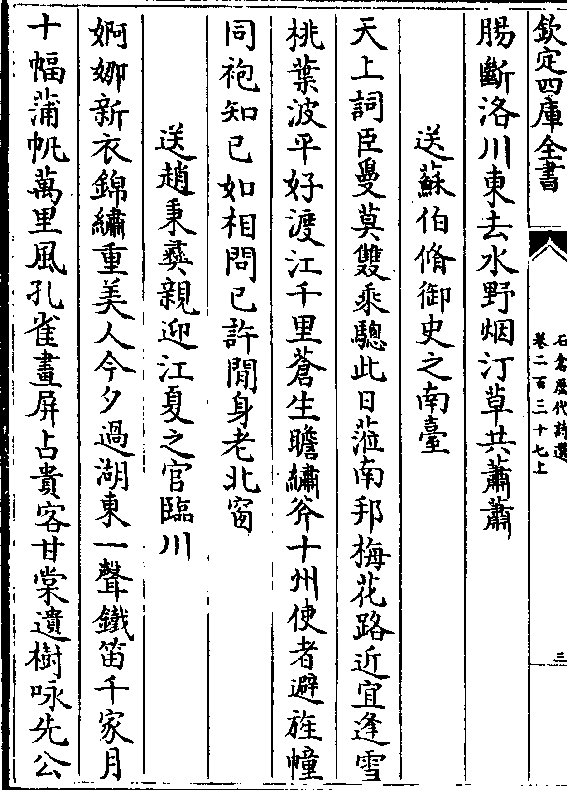 欽定四庫全書
石倉歴代詩選
卷二百三十七上
三
腸斷洛川東去水野烟汀草共蕭蕭
送蘇伯脩御史之南臺
天上詞臣㬪莫雙乘驄此日蒞南邦梅花路近宜逢雪
桃葉波平好渡江千里蒼生瞻繡斧十州使者避旌幢
同袍知已如相問已許閒身老北窗
送趙秉彛親迎江夏之官臨川
婀娜新衣錦繡重美人今夕過湖東一聲鐵笛千家月
十幅蒲帆萬里風孔雀畫屏占貴客甘棠遺樹咏先公